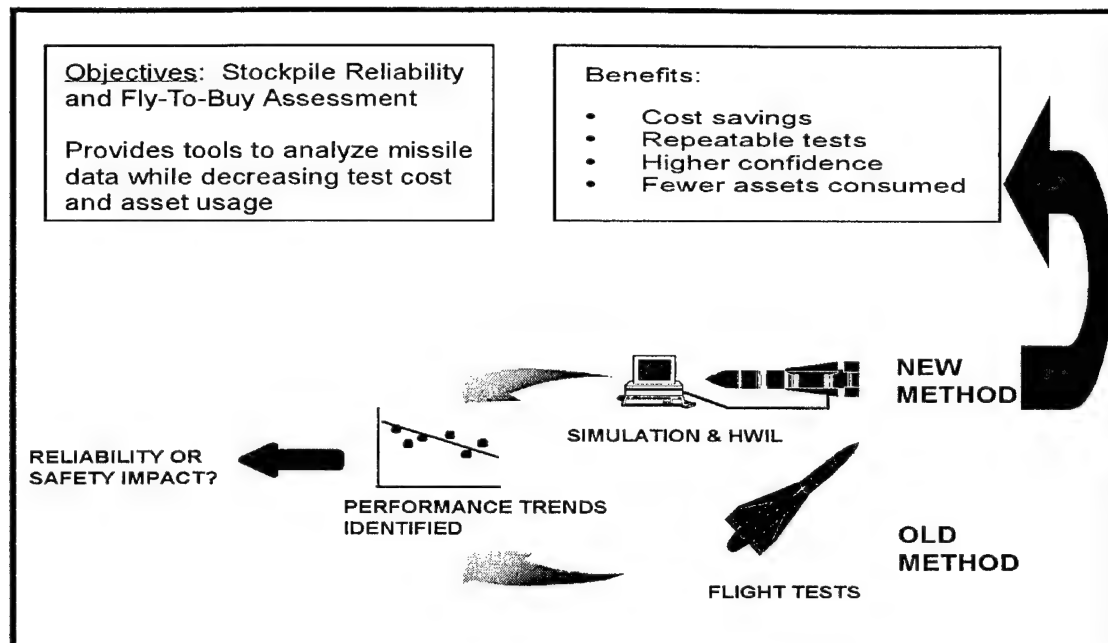 Objectives: Stockpile Reliability
and Fly-To-Buy Assessment
Provides tools to analyze missile
data while decreasing test cost
and asset usage
Benefits:
• Cost savings
• Repeatable tests
• Higher confidence
• Fewer assets consumed
NEW
METHOD
SIMULATION & HWIL
RELIABILITY OR
SAFETY IMPACT?
PERFORMANCE TRENDS
IDENTIFIED
OLD
METHOD
FLIGHT TESTS